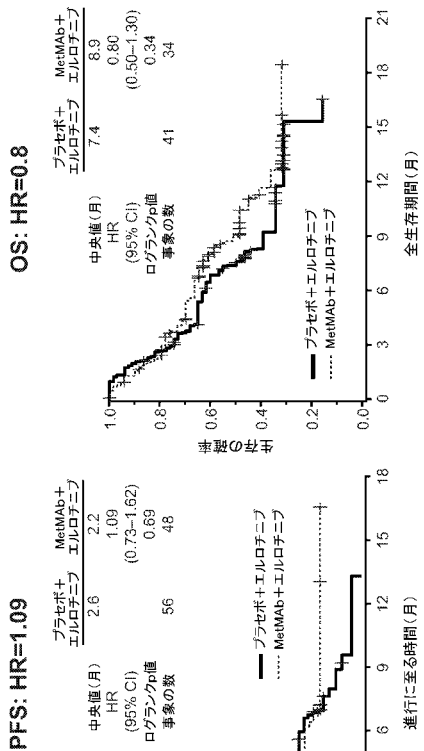 PFS: HR=1.09
プラセボ+ エルロチニブ MetMAb+ エルロチニブ
中央値(月) 2.6 2.2
HR 1.09
(95% CI) (0.73–1.62)
ログランクp値 0.69
事象の数 56 48
プラセボ+エルロチニブ
MetMAb+エルロチニブ
6 9 12 15 18
進行に至る時間(月)
OS: HR=0.8
プラセボ+ エルロチニブ MetMAb+ エルロチニブ
中央値(月) 7.4 8.9
HR 0.80
(95% CI) (0.50–1.30)
ログランクp値 0.34
事象の数 41 34
生存の確率
1.0
0.8
0.6
0.4
0.2
0.0
プラセボ+エルロチニブ
MetMAb+エルロチニブ
0 3 6 9 12 15 18 21
全生存期間(月)